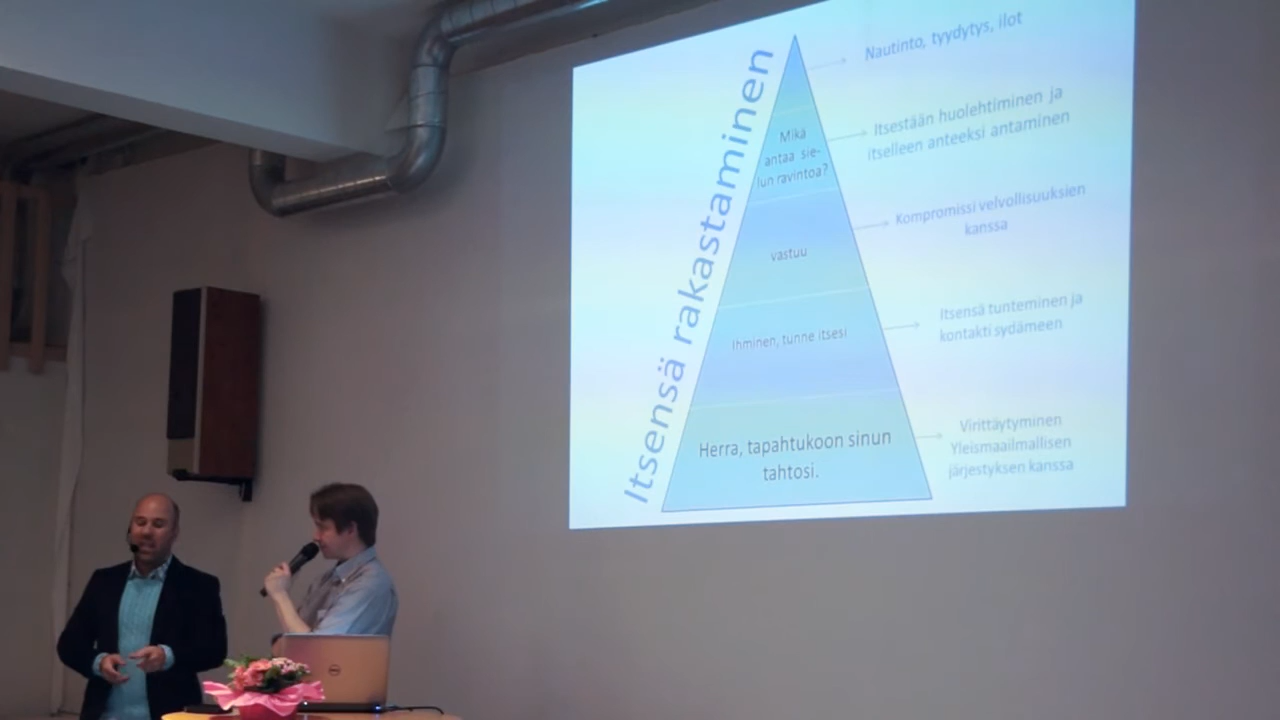 Itsensä rakastaminen
Nautinto, tyydytys, ilot
Mikä
antaa sie-
lun ravintoa?
Itsestään huolehtiminen ja
itselleen anteeksi antaminen
vastuu
Kompromissi velvollisuuksien
kanssa
Ihminen, tunne itsesi
Itsensä tunteminen ja
kontakti sydämeen
Herra, tapahtukoon sinun
tahtosi.
Virittäytyminen
Yleismaailmallisen
järjestyksen kanssa
DELL